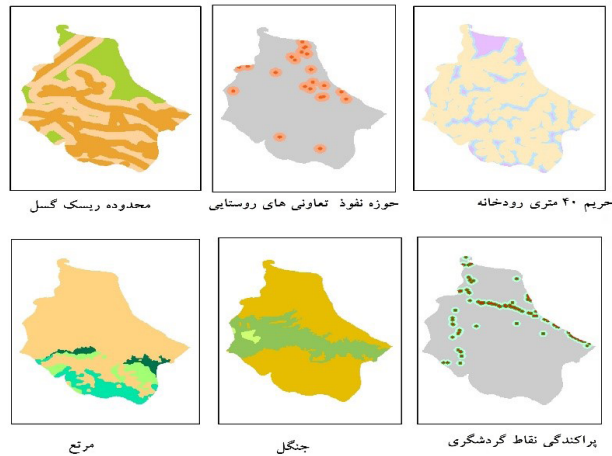 محدوده ریسک گسل
حوزه نفوذ تعاونی های روستایی
حریم ۴۰ متری رودخانه
مرتع
جنگل
پراکندگی نقاط گردشگری